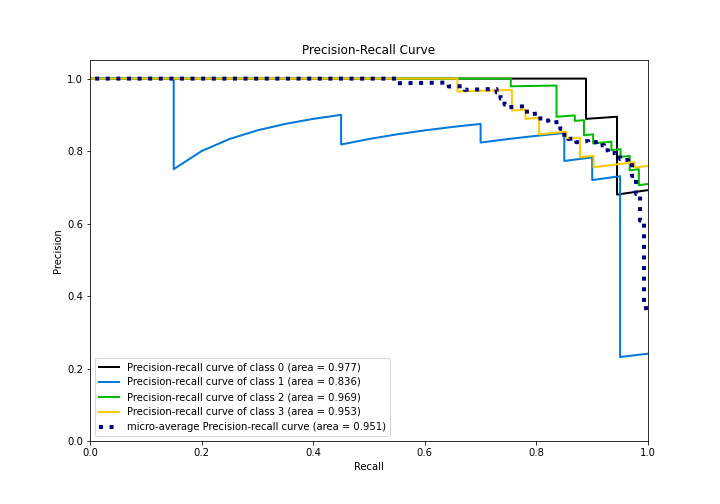 Precision-Recall Curve
Precision
1.0
0.8
0.6
0.4
0.2
0.0
Precision-recall curve of class 0 (area = 0.977)
Precision-recall curve of class 1 (area = 0.836)
Precision-recall curve of class 2 (area = 0.969)
Precision-recall curve of class 3 (area = 0.953)
micro-average Precision-recall curve (area = 0.951)
0.0 0.2 0.4 0.6 0.8 1.0
Recall